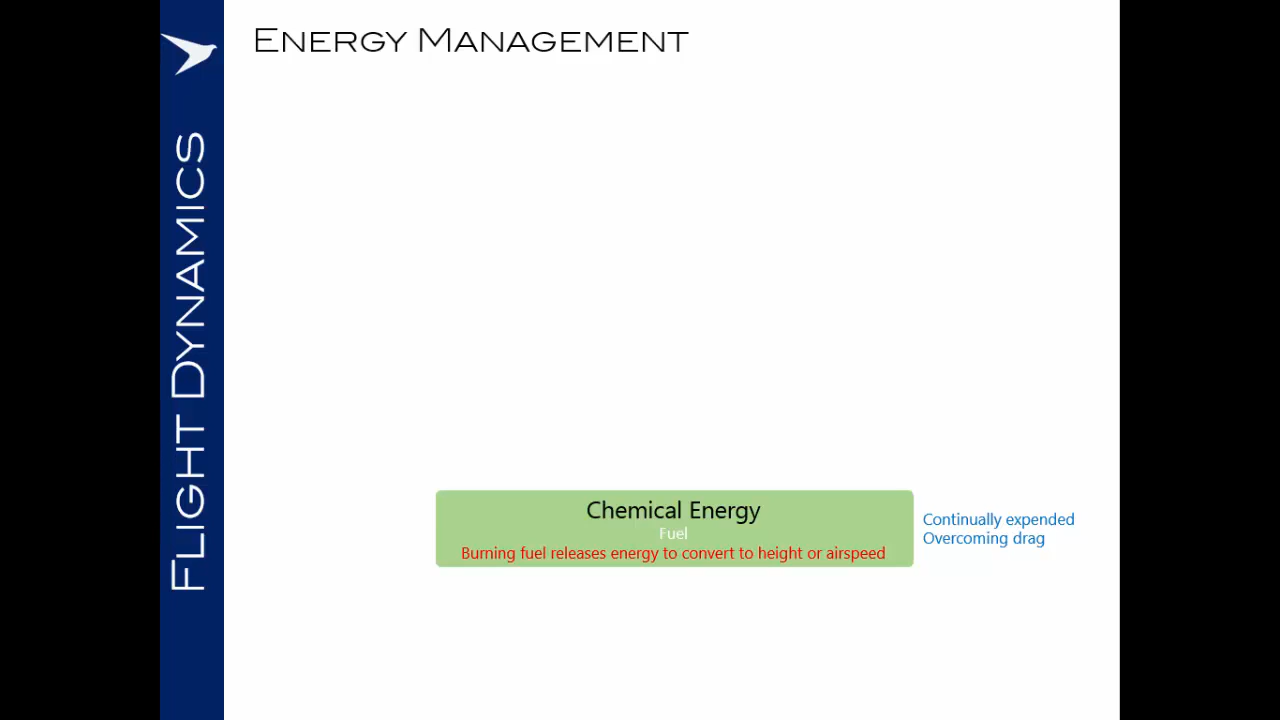 ENERGY MANAGEMENT
FLIGHT DYNAMICS
Chemical Energy
Fuel
Burning fuel releases energy to convert to height or airspeed
Continually expended
Overcoming drag